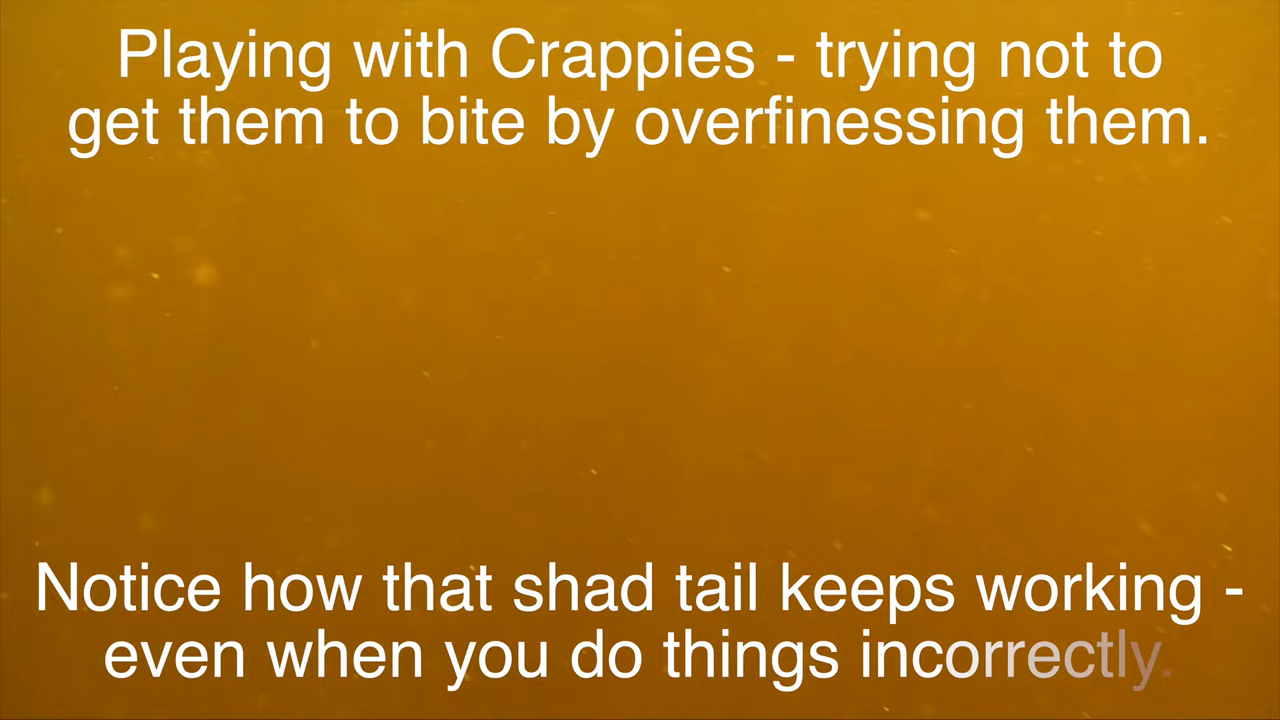 Playing with Crappies - trying not to
get them to bite by overfinessing them.
Notice how that shad tail keeps working -
even when you do things incorrectly.